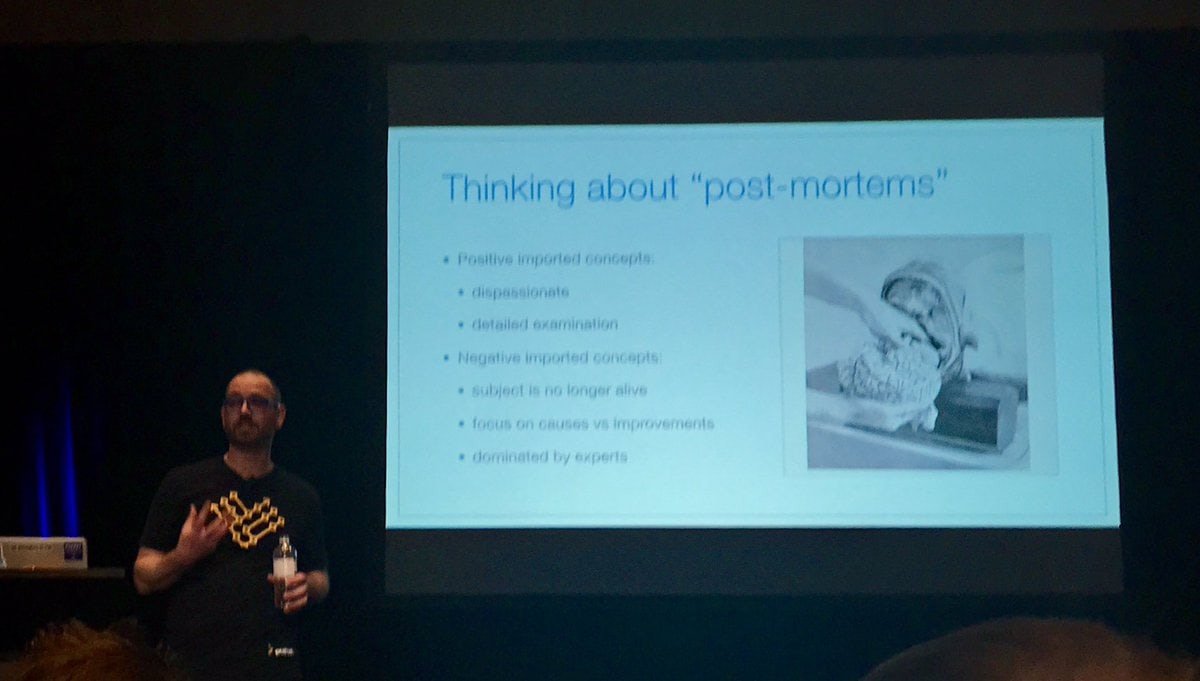 Thinking about “post-mortems”
• Positive imported concepts:
• dispassionate
• detailed examination
• Negative imported concepts:
• subject is no longer alive
• focus on causes vs improvements
• dominated by experts